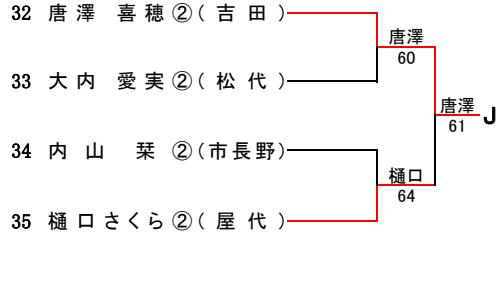 32 唐澤 喜穂 ② ( 吉田 )
唐澤
60
33 大内 愛実 ② ( 松代 )
唐澤 J
61
34 内山 栞 ② (市長野)
樋口
64
35 樋口さくら ② ( 屋代 )